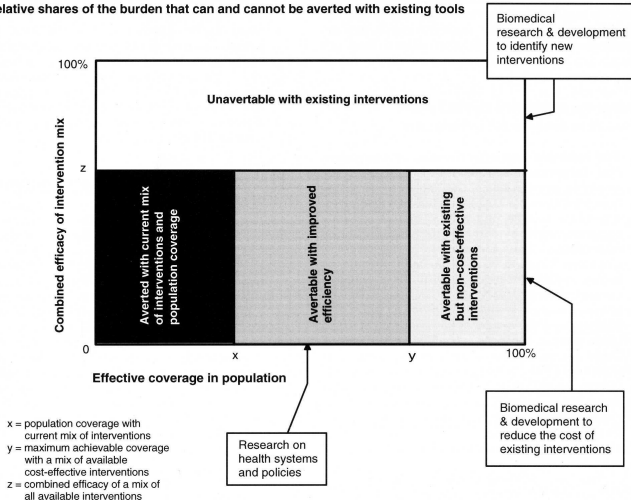 elative shares of the burden that can and cannot be averted with existing tools
Biomedical
research & development
to identify new
interventions
100%
Unavertable with existing interventions
Combined efficacy of intervention mix
z
Averted with current mix
of interventions and
population coverage
Avertable with improved
efficiency
Avertable with existing
but non-cost-effective
interventions
0
x
y
100%
Effective coverage in population
x = population coverage with
current mix of interventions
y = maximum achievable coverage
with a mix of available
cost-effective interventions
z = combined efficacy of a mix of
all available interventions
Research on
health systems
and policies
Biomedical research
& development to
reduce the cost of
existing interventions